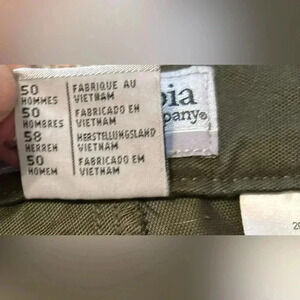 50 FABRIQUE AU
HOMMES VIETNAM
50 FABRICADO EN
HOMBRES VIETNAM
58 HERSTELLUNGSLAND
HERREN VIETNAM
50 FABRICADO EM
HOMEM VIETNAM
bia
pany®